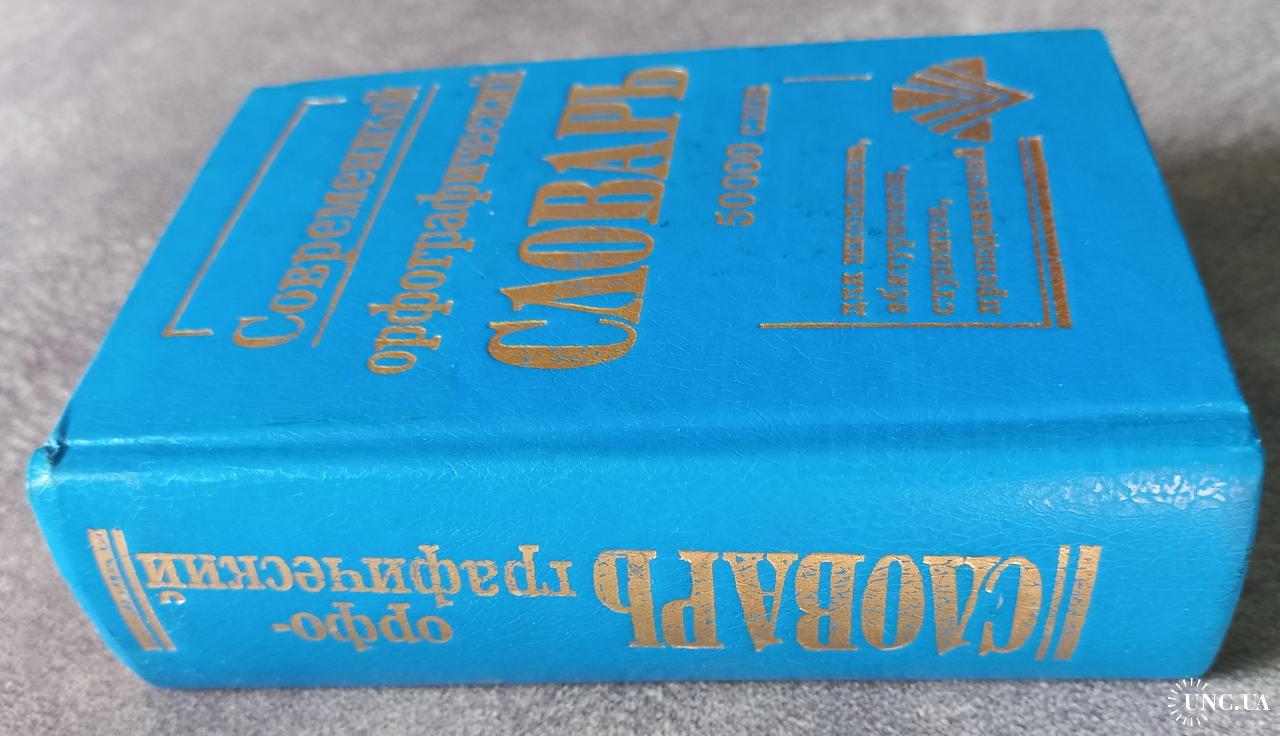 Современный
орфографический
СЛОВАРЬ
50000 слов
для школьников,
абитуриентов,
студентов,
преподавателей
орфо-
графический
СЛОВАРЬ
UNC.UA